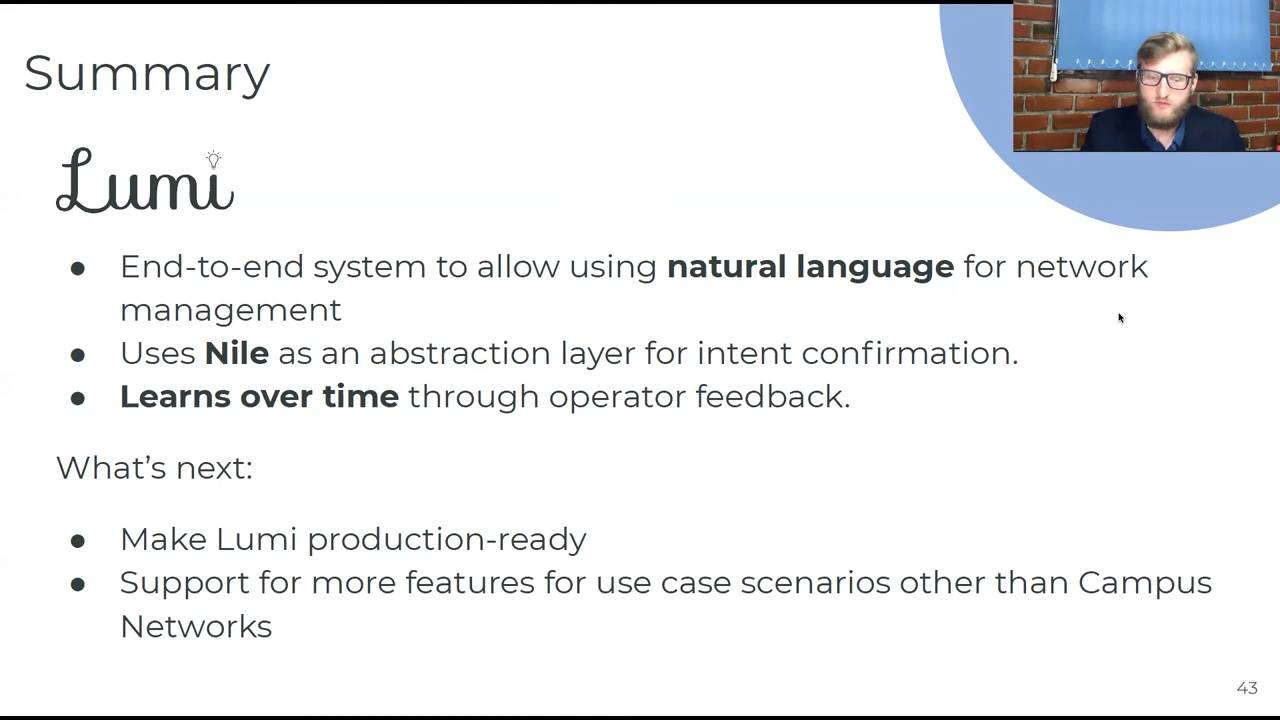 Summary
Lumi
● End-to-end system to allow using natural language for network
management
● Uses Nile as an abstraction layer for intent confirmation.
● Learns over time through operator feedback.
What’s next:
● Make Lumi production-ready
● Support for more features for use case scenarios other than Campus
Networks
43